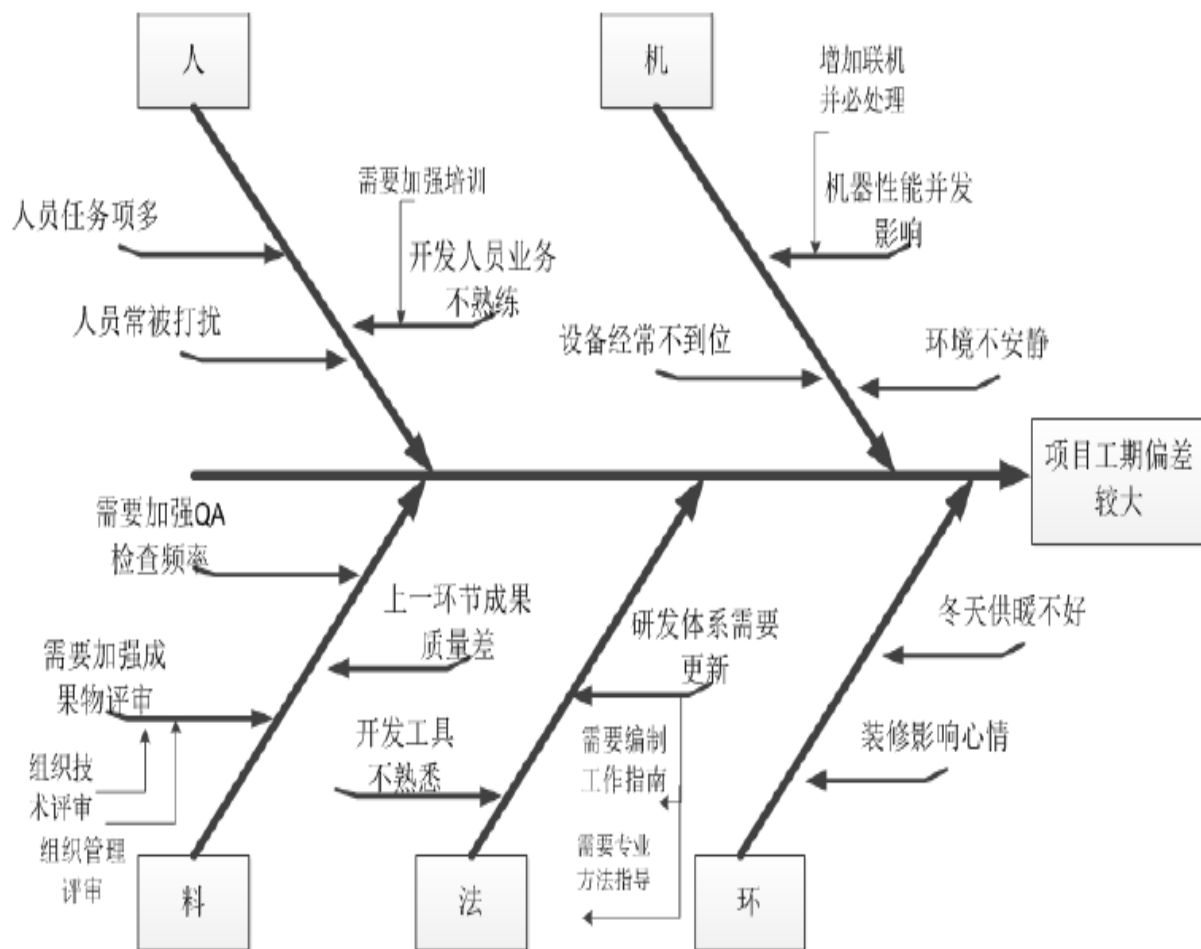 人
机
增加联机
并必处理
需要加强培训
机器性能并发
影响
人员任务项多
开发人员业务
不熟练
人员常被打扰
设备经常不到位
环境不安静
项目工期偏差
较大
需要加强QA
检查频率
上一环节成果
质量差
研发体系需要
更新
冬天供暖不好
需要加强成
果物评审
开发工具
不熟悉
需要编制
工作指南
装修影响心情
组织技
术评审
组织管理
评审
需要专业
方法指导
料
法
环